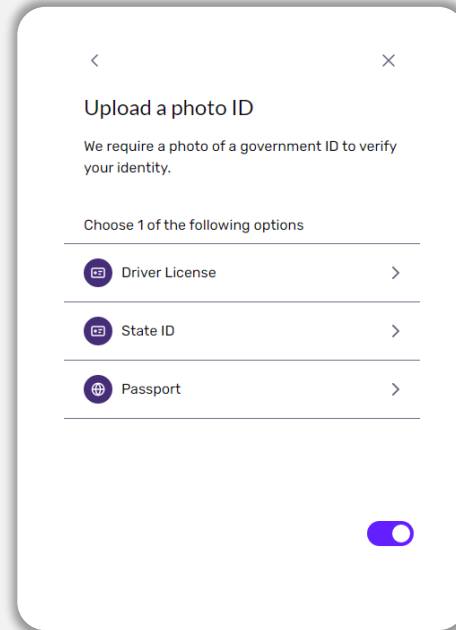 Upload a photo ID
We require a photo of a government ID to verify
your identity.
Choose 1 of the following options
Driver License
State ID
Passport